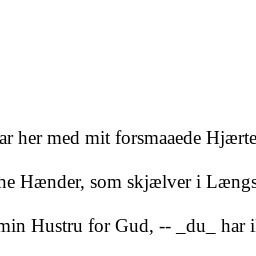 ar her med mit forsmaaede Hjærte
ne Hænder, som skjælver i Længs
min Hustru for Gud, -- _du_ har i